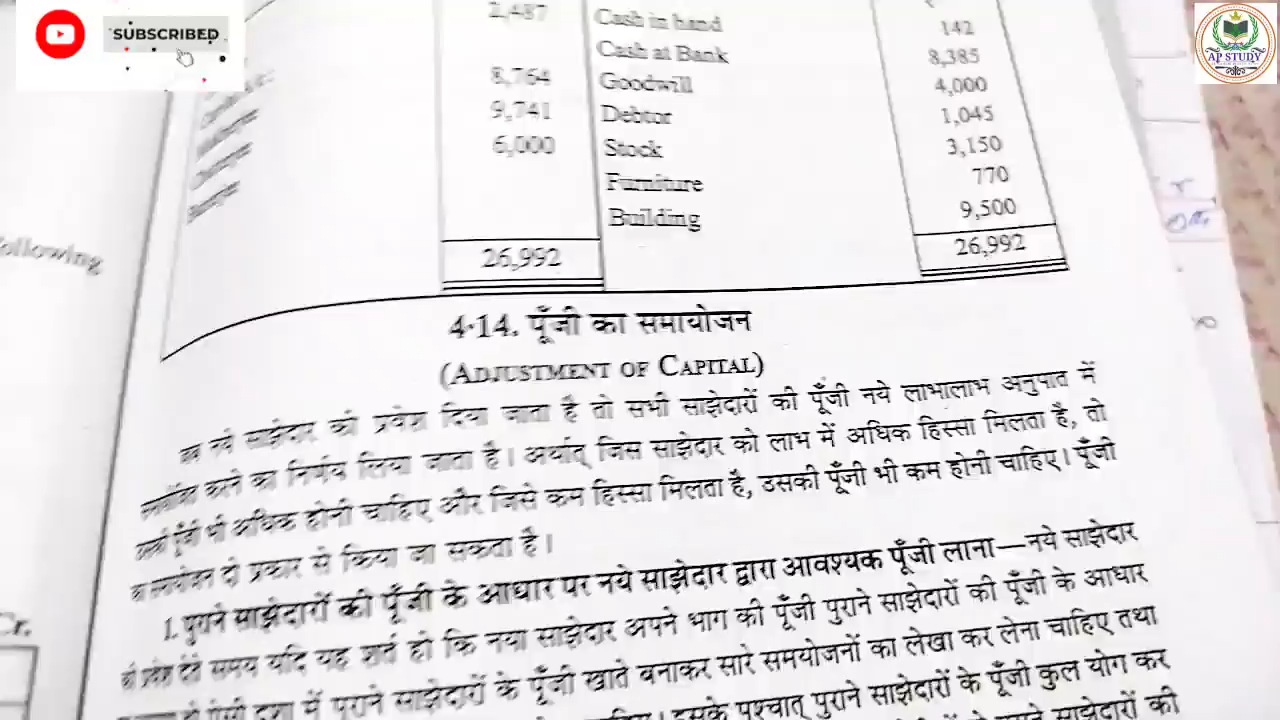 SUBSCRIBED
AP STUDY
2,487 Cash in hand 142
Cash at Bank 8,385
8,764 Goodwill 4,000
9,741 Debtor 1,045
6,000 Stock 3,150
Furniture 770
Building 9,500
26,992 26,992
following
4·14. पूँजी का समायोजन
(ADJUSTMENT OF CAPITAL)
जब नये साझेदार को प्रवेश दिया जाता है तो सभी साझेदारों की पूँजी नये लाभालाभ अनुपात में
करने का निर्णय लिया जाता है। अर्थात् जिस साझेदार को लाभ में अधिक हिस्सा मिलता है, तो
उसकी पूँजी भी अधिक होनी चाहिए और जिसे कम हिस्सा मिलता है, उसकी पूँजी भी कम होनी चाहिए। पूँजी
का समायोजन दो प्रकार से किया जा सकता है।
1. पुराने साझेदारों की पूँजी के आधार पर नये साझेदार द्वारा आवश्यक पूँजी लाना—नये साझेदार
को प्रवेश देते समय यदि यह शर्त हो कि नया साझेदार अपने भाग की पूँजी पुराने साझेदारों की पूँजी के आधार
में पुराने साझेदारों के पूँजी खाते बनाकर सारे समयोजनों का लेखा कर लेना चाहिए तथा
इसके पश्चात् पुराने साझेदारों के पूँजी कुल योग कर
साझेदारों की
Cr.